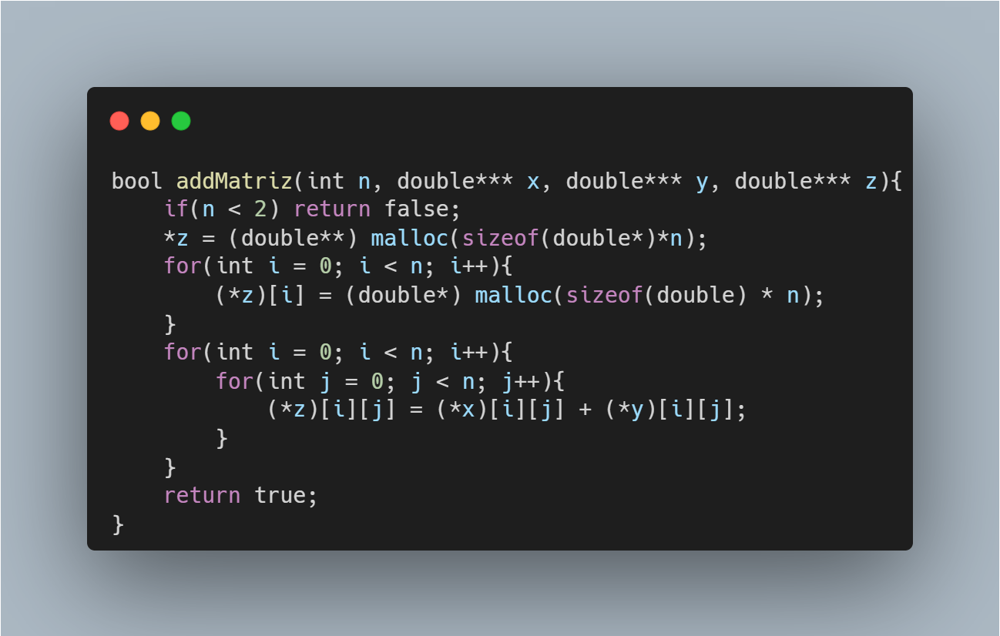 bool addMatriz(int n, double*** x, double*** y, double*** z){
    if(n < 2) return false;
    *z = (double**) malloc(sizeof(double*)*n);
    for(int i = 0; i < n; i++){
        (*z)[i] = (double*) malloc(sizeof(double) * n);
    }
    for(int i = 0; i < n; i++){
        for(int j = 0; j < n; j++){
            (*z)[i][j] = (*x)[i][j] + (*y)[i][j];
        }
    }
    return true;
}